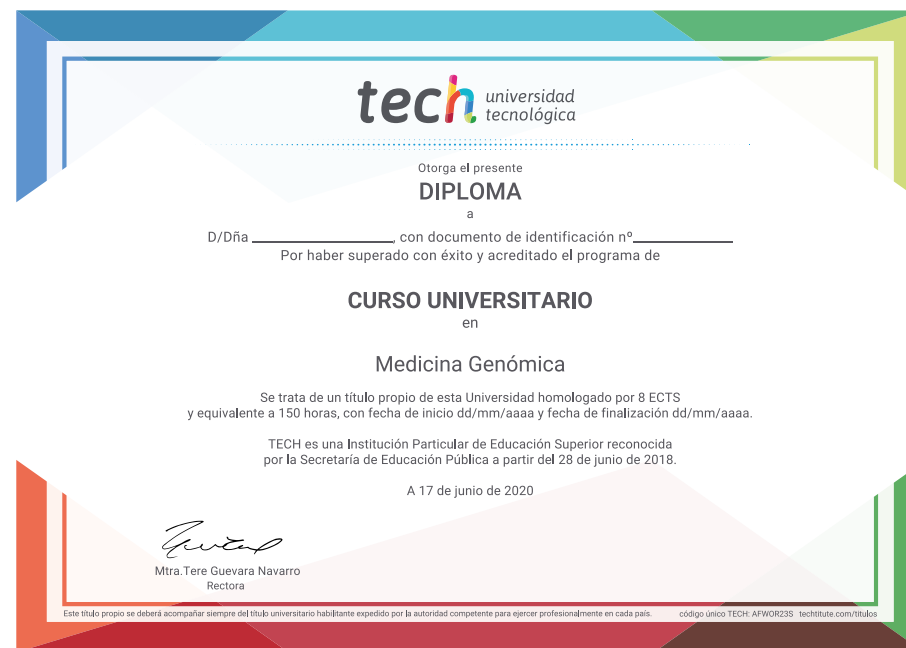 tech universidad
tecnológica
Otorga el presente
DIPLOMA
a
D/Dña ____________________, con documento de identificación nº______________
Por haber superado con éxito y acreditado el programa de
CURSO UNIVERSITARIO
en
Medicina Genómica
Se trata de un título propio de esta Universidad homologado por 8 ECTS
y equivalente a 150 horas, con fecha de inicio dd/mm/aaaa y fecha de finalización dd/mm/aaaa.
TECH es una Institución Particular de Educación Superior reconocida
por la Secretaría de Educación Pública a partir del 28 de junio de 2018.
A 17 de junio de 2020
Mtra.Tere Guevara Navarro
Rectora
Este título propio se deberá acompañar siempre del título universitario habilitante expedido por la autoridad competente para ejercer profesionalmente en cada país. código único TECH: AFWOR23S techtitute.com/titulos